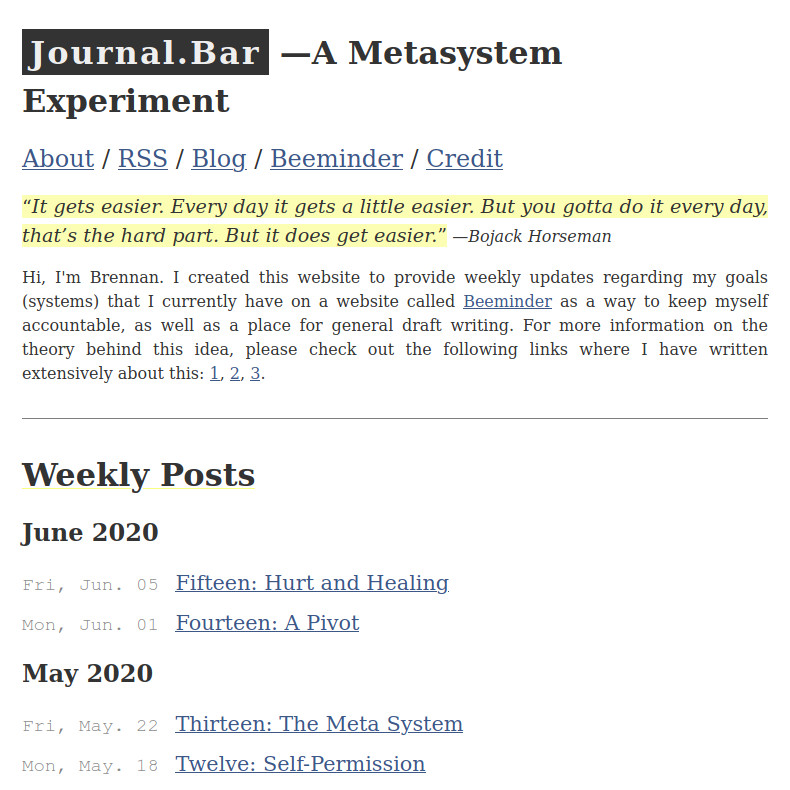 Journal.Bar —A Metasystem
Experiment
About / RSS / Blog / Beeminder / Credit
“It gets easier. Every day it gets a little easier. But you gotta do it every day,
that’s the hard part. But it does get easier.” —Bojack Horseman
Hi, I'm Brennan. I created this website to provide weekly updates regarding my goals
(systems) that I currently have on a website called Beeminder as a way to keep myself
accountable, as well as a place for general draft writing. For more information on the
theory behind this idea, please check out the following links where I have written
extensively about this: 1, 2, 3.
Weekly Posts
June 2020
Fri, Jun. 05 Fifteen: Hurt and Healing
Mon, Jun. 01 Fourteen: A Pivot
May 2020
Fri, May. 22 Thirteen: The Meta System
Mon, May. 18 Twelve: Self-Permission